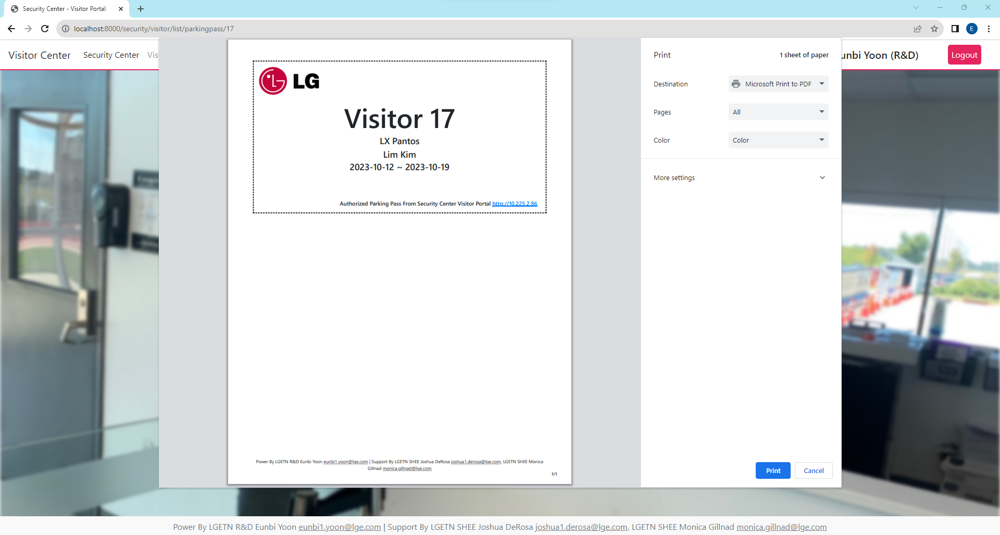 Security Center - Visitor Portal
localhost:8000/security/visitor/list/parkingpass/17
E
Visitor Center
Security Center
Vis
unbi Yoon (R&D)
Logout
LG
Visitor 17
LX Pantos
Lim Kim
2023-10-12 ~ 2023-10-19
Authorized Parking Pass From Security Center Visitor Portal http://10.225.2.86
Power By LGETN R&D Eunbi Yoon eunbi1.yoon@lge.com | Support By LGETN SHEE Joshua DeRosa joshua1.derosa@lge.com, LGETN SHEE Monica
Gillnad monica.gillnad@lge.com
1/1
Print
1 sheet of paper
Destination
Microsoft Print to PDF
Pages
All
Color
Color
More settings
Print
Cancel
Power By LGETN R&D Eunbi Yoon eunbi1.yoon@lge.com | Support By LGETN SHEE Joshua DeRosa joshua1.derosa@lge.com, LGETN SHEE Monica Gillnad monica.gillnad@lge.com